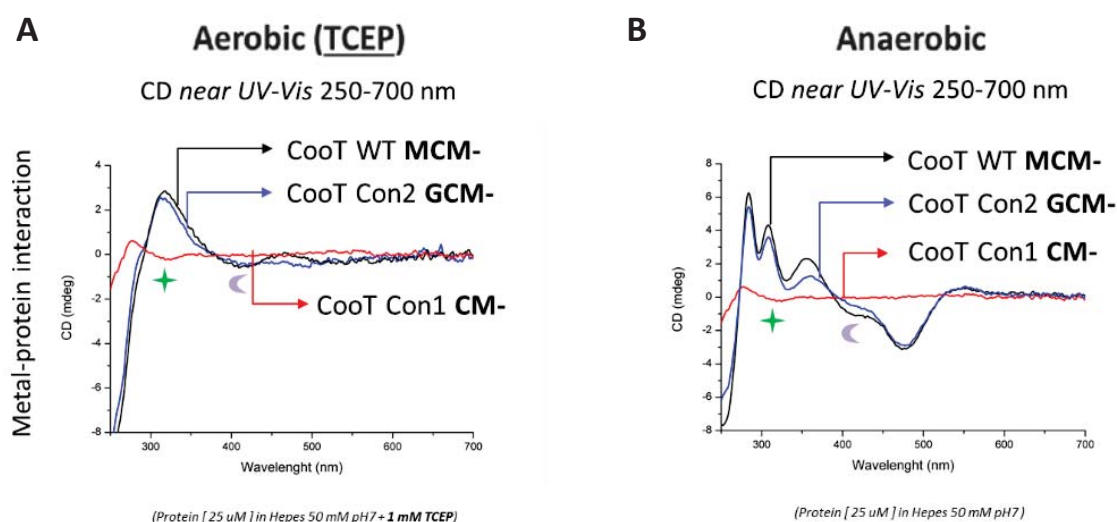 A
Aerobic (TCEP)
CD near UV-Vis 250-700 nm
Metal-protein interaction
CD (mdeg)
4
2
0
-2
-4
-6
-8
CooT WT MCM-
CooT Con2 GCM-
CooT Con1 CM-
300
400
500
600
700
Wavelenght (nm)
(Protein [ 25 uM ] in Hepes 50 mM pH7 + 1 mM TCEP)
B
Anaerobic
CD near UV-Vis 250-700 nm
CD (mdeg)
8
6
4
2
0
-2
-4
-6
-8
CooT WT MCM-
CooT Con2 GCM-
CooT Con1 CM-
300
400
500
600
700
Wavelenght (nm)
(Protein [ 25 uM ] in Hepes 50 mM pH7 )